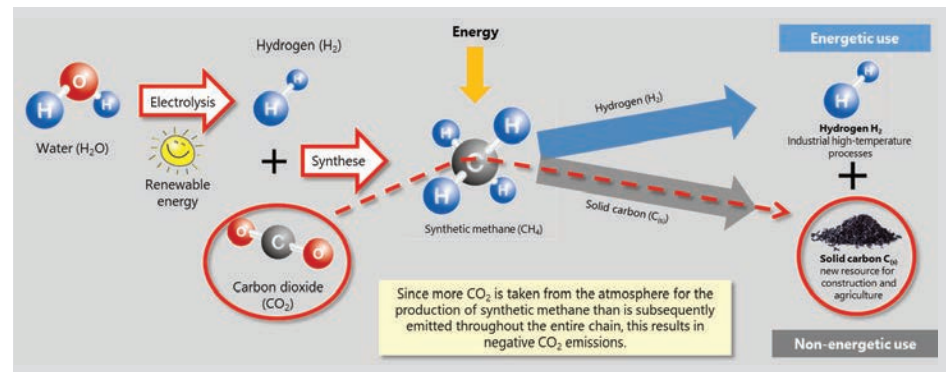 Energy
Energetic use
Hydrogen (H₂)
H
H
O
H
H
Electrolysis
Water (H₂O)
Renewable
energy
+
Synthese
O
C
O
Carbon dioxide
(CO₂)
H
H
C
H
H
Synthetic methane (CH₄)
Hydrogen (H₂)
Solid carbon (C₍ₛ₎)
H
H
Hydrogen H₂
Industrial high-temperature
processes
+
Solid carbon C₍ₛ₎
new resource for
construction and
agriculture
Since more CO₂ is taken from the atmosphere for the
production of synthetic methane than is subsequently
emitted throughout the entire chain, this results in
negative CO₂ emissions.
Non-energetic use